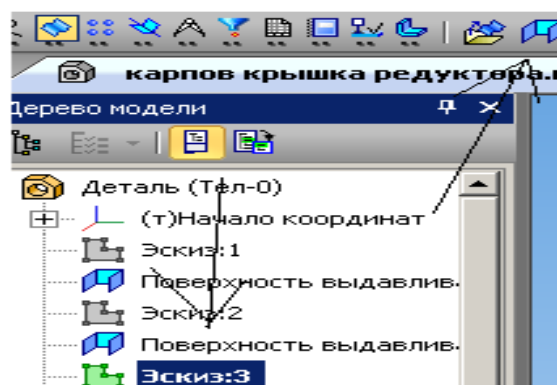 карпов крышка редуктора.
Дерево модели
Деталь (Тел-0)
(т)Начало координат
Эскиз:1
Поверхность выдавлив.
Эскиз:2
Поверхность выдавлив.
Эскиз:3